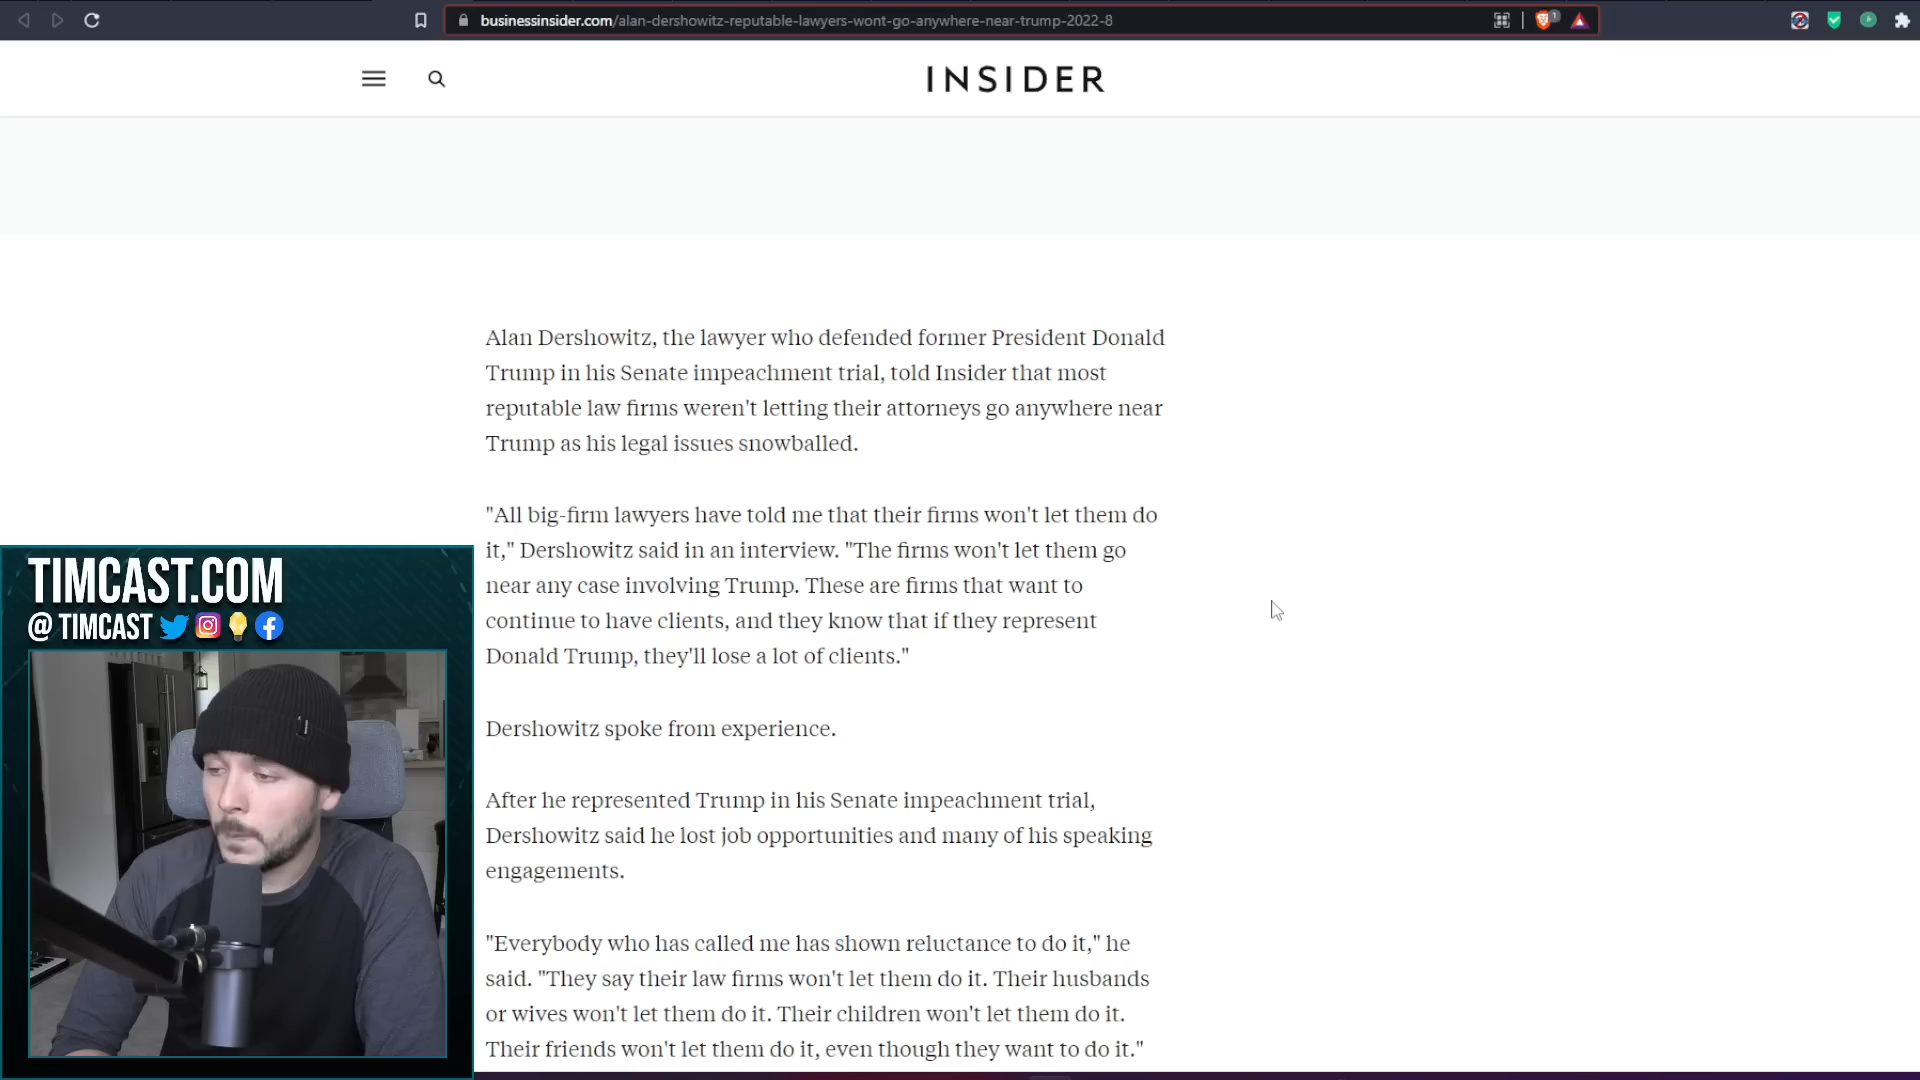 businessinsider.com/alan-dershowitz-reputable-lawyers-wont-go-anywhere-near-trump-2022-8
1
INSIDER
Alan Dershowitz, the lawyer who defended former President Donald
Trump in his Senate impeachment trial, told Insider that most
reputable law firms weren't letting their attorneys go anywhere near
Trump as his legal issues snowballed.
"All big-firm lawyers have told me that their firms won't let them do
it," Dershowitz said in an interview. "The firms won't let them go
near any case involving Trump. These are firms that want to
continue to have clients, and they know that if they represent
Donald Trump, they'll lose a lot of clients."
Dershowitz spoke from experience.
After he represented Trump in his Senate impeachment trial,
Dershowitz said he lost job opportunities and many of his speaking
engagements.
"Everybody who has called me has shown reluctance to do it," he
said. "They say their law firms won't let them do it. Their husbands
or wives won't let them do it. Their children won't let them do it.
Their friends won't let them do it, even though they want to do it."
TIMCAST.COM
@ TIMCAST